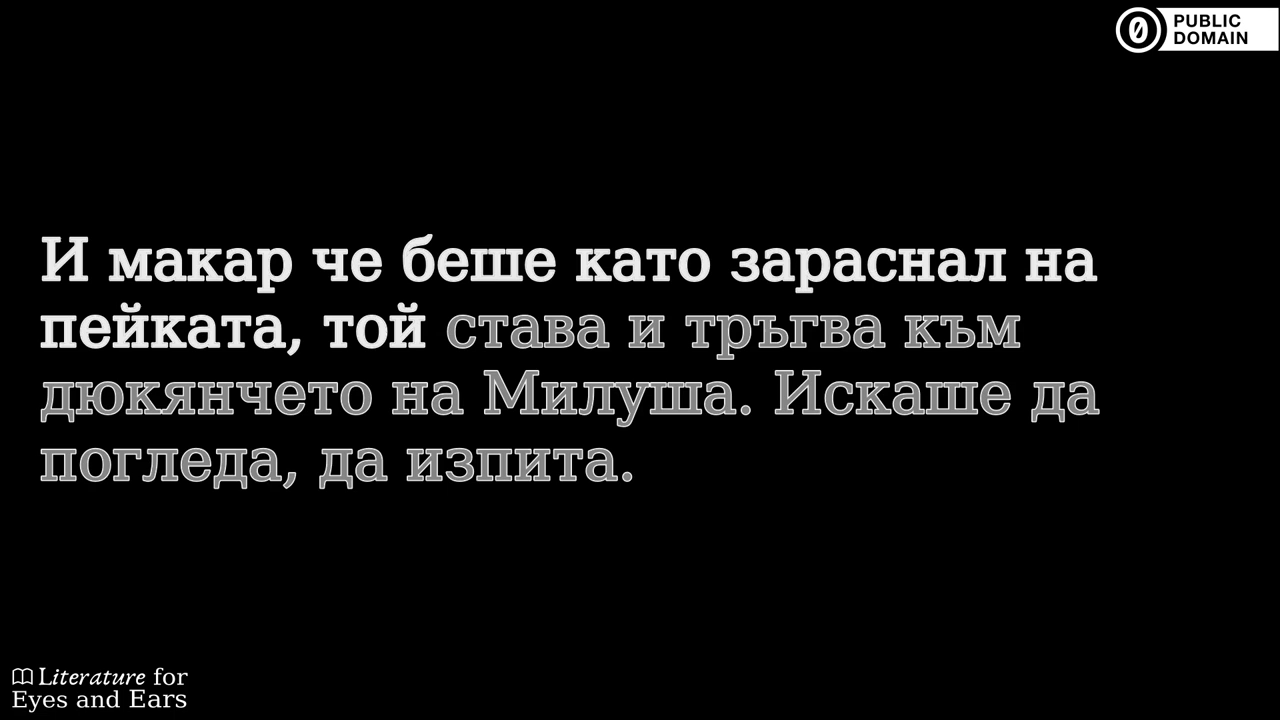 PUBLIC
DOMAIN
И макар че беше като зараснал на
пейката, той става и тръгва към
дюкянчето на Милуша. Искаше да
погледа, да изпита.
Literature for
Eyes and Ears